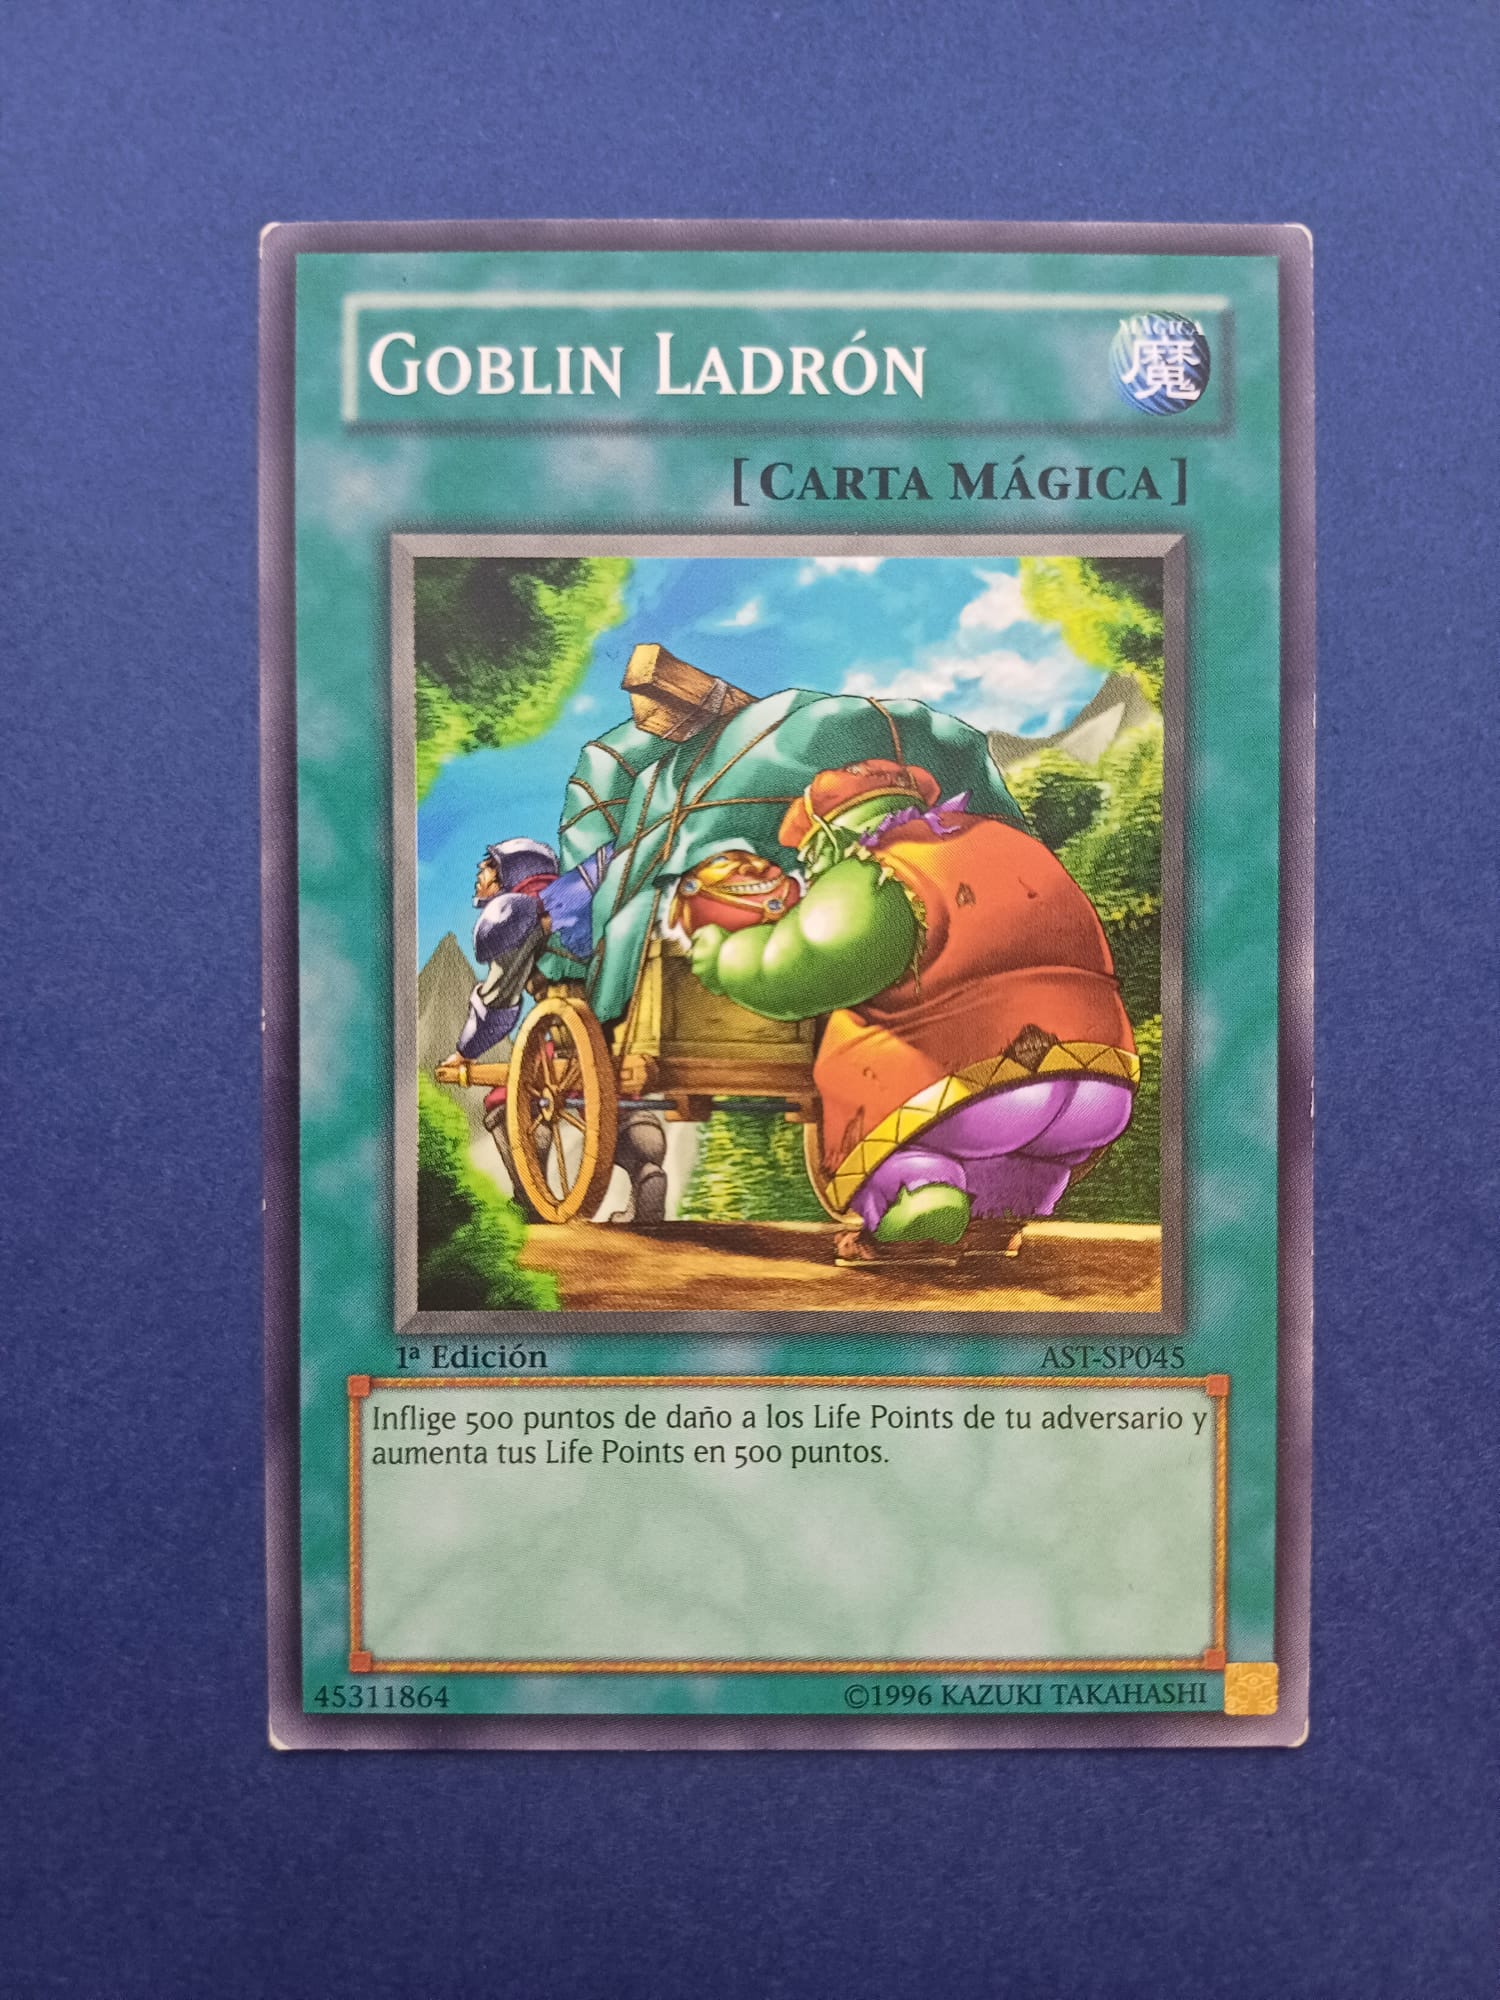 Goblin Ladrón
MÁGICA
魔
[Carta Mágica]
1ª Edición
AST-SP045
Inflige 500 puntos de daño a los Life Points de tu adversario y
aumenta tus Life Points en 500 puntos.
45311864
©1996 KAZUKI TAKAHASHI